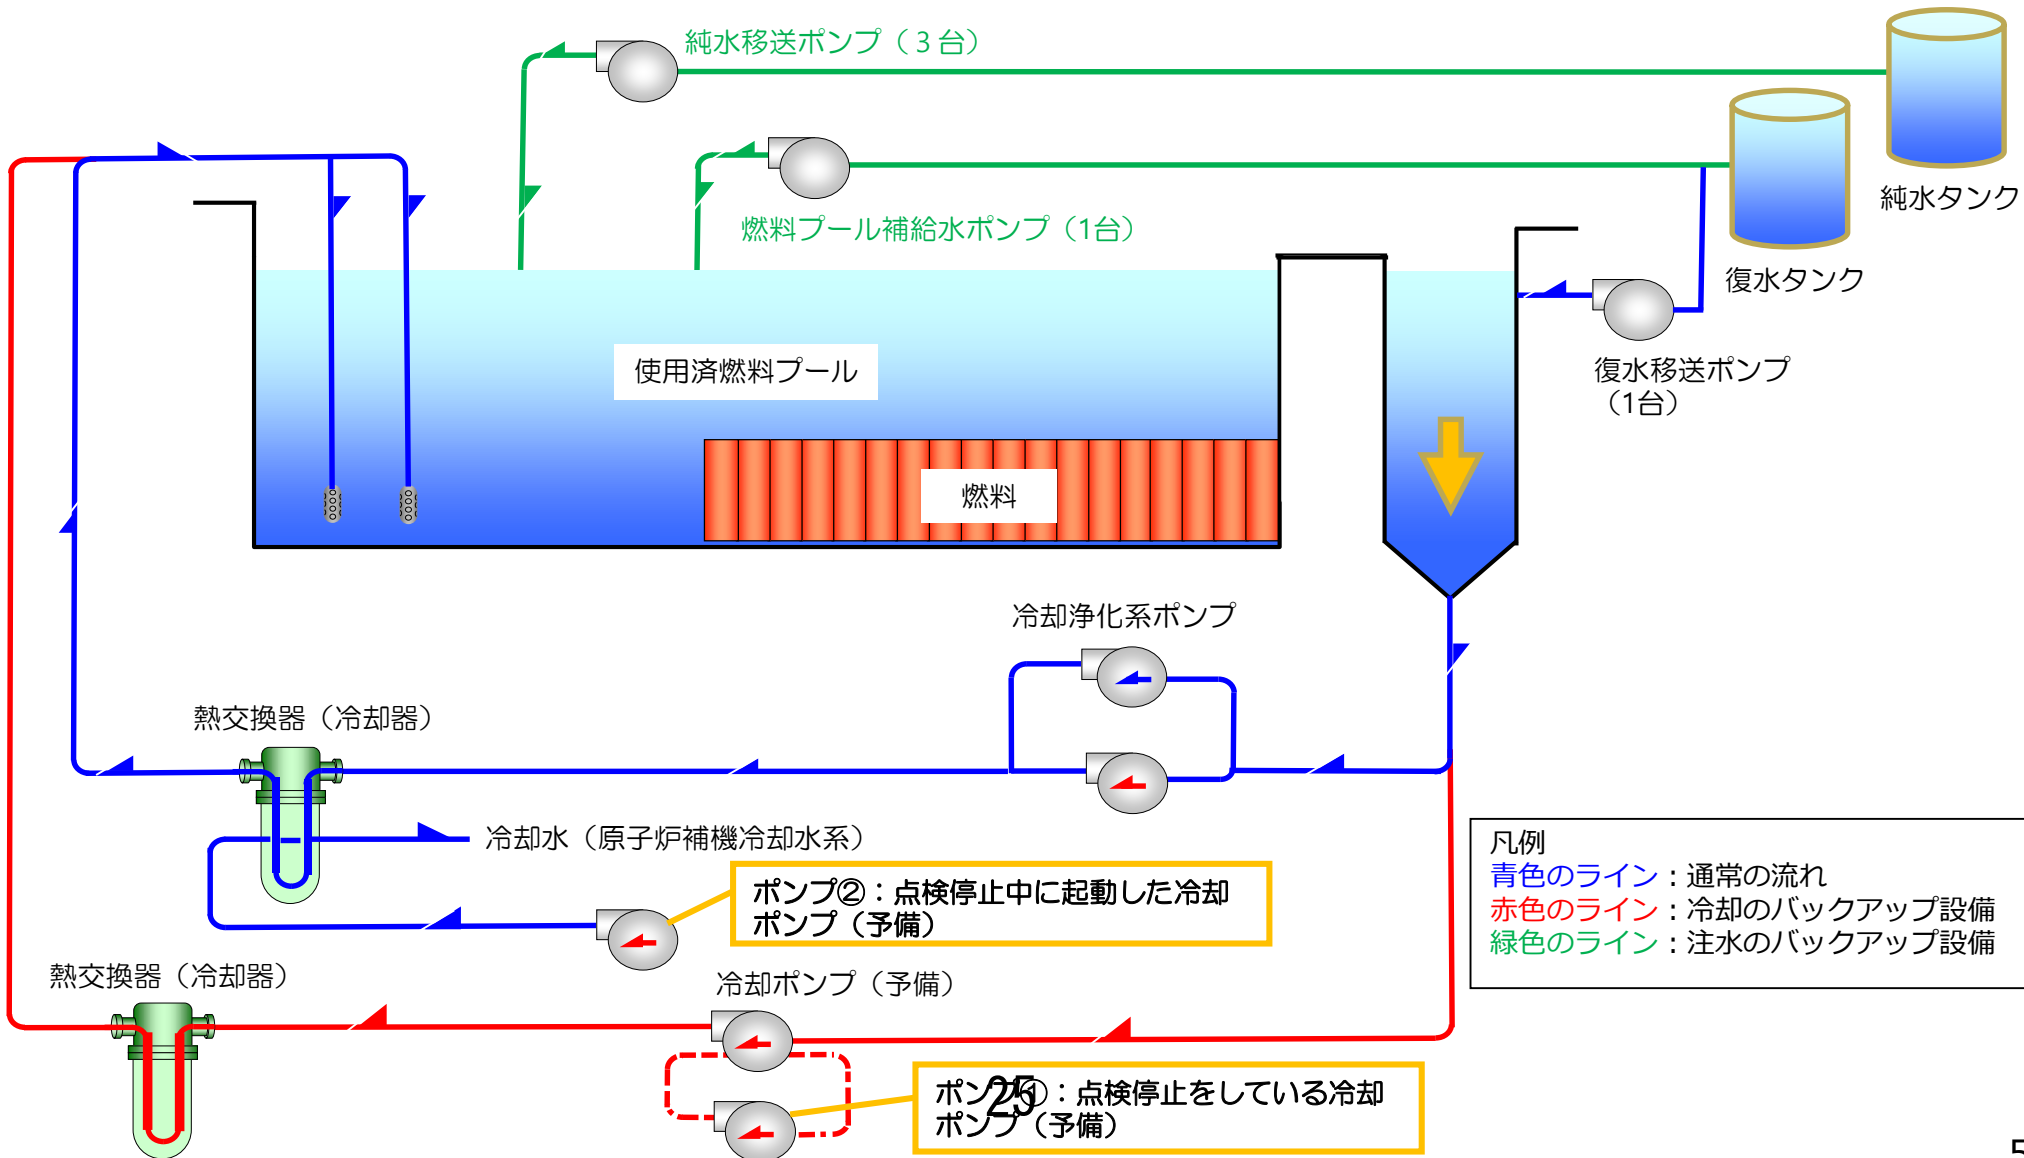 純水移送ポンプ（３台）
純水タンク
燃料プール補給水ポンプ（1台）
復水タンク
使用済燃料プール
復水移送ポンプ
（1台）
燃料
冷却浄化系ポンプ
熱交換器（冷却器）
冷却水（原子炉補機冷却水系）
凡例
青色のライン：通常の流れ
赤色のライン：冷却のバックアップ設備
緑色のライン：注水のバックアップ設備
ポンプ②：点検停止中に起動した冷却
ポンプ（予備）
熱交換器（冷却器）
冷却ポンプ（予備）
ポンプ①：点検停止をしている冷却
ポンプ（予備）
25